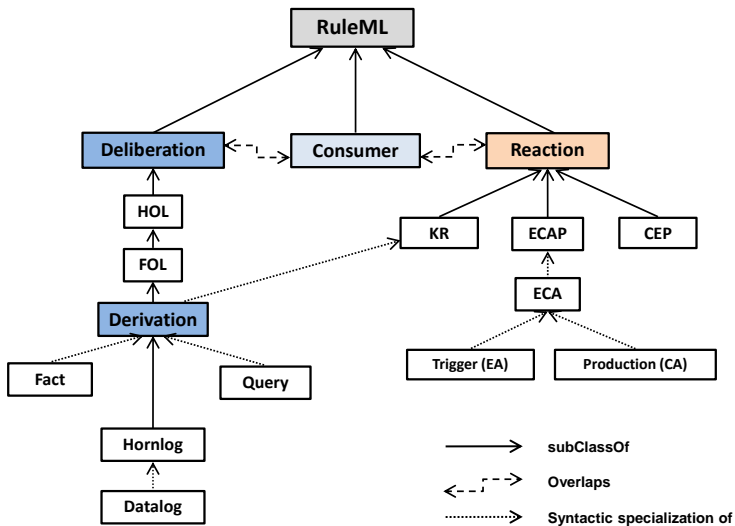 RuleML
Deliberation
Consumer
Reaction
HOL
KR
ECAP
CEP
FOL
ECA
Derivation
Trigger (EA)
Production (CA)
Fact
Query
Hornlog
subClassOf
Overlaps
Datalog
Syntactic specialization of